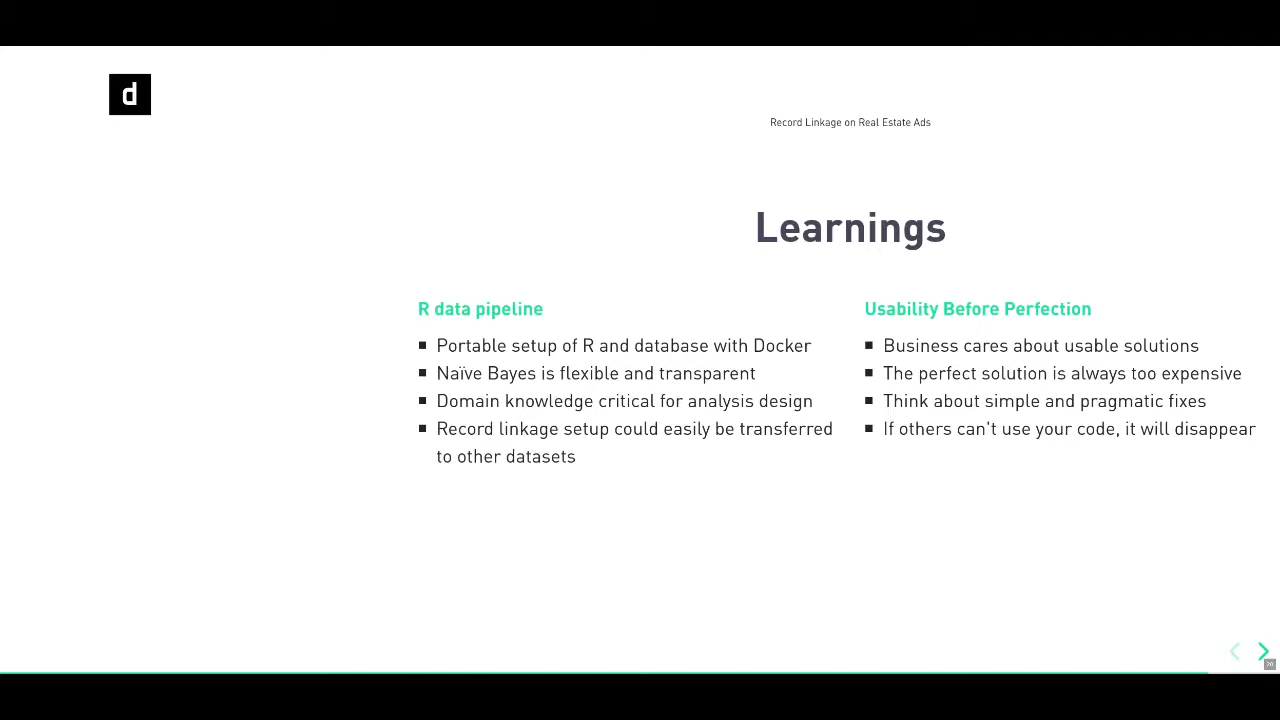 d
Record Linkage on Real Estate Ads
Learnings
R data pipeline
▪ Portable setup of R and database with Docker
▪ Naïve Bayes is flexible and transparent
▪ Domain knowledge critical for analysis design
▪ Record linkage setup could easily be transferred
to other datasets
Usability Before Perfection
▪ Business cares about usable solutions
▪ The perfect solution is always too expensive
▪ Think about simple and pragmatic fixes
▪ If others can't use your code, it will disappear
20